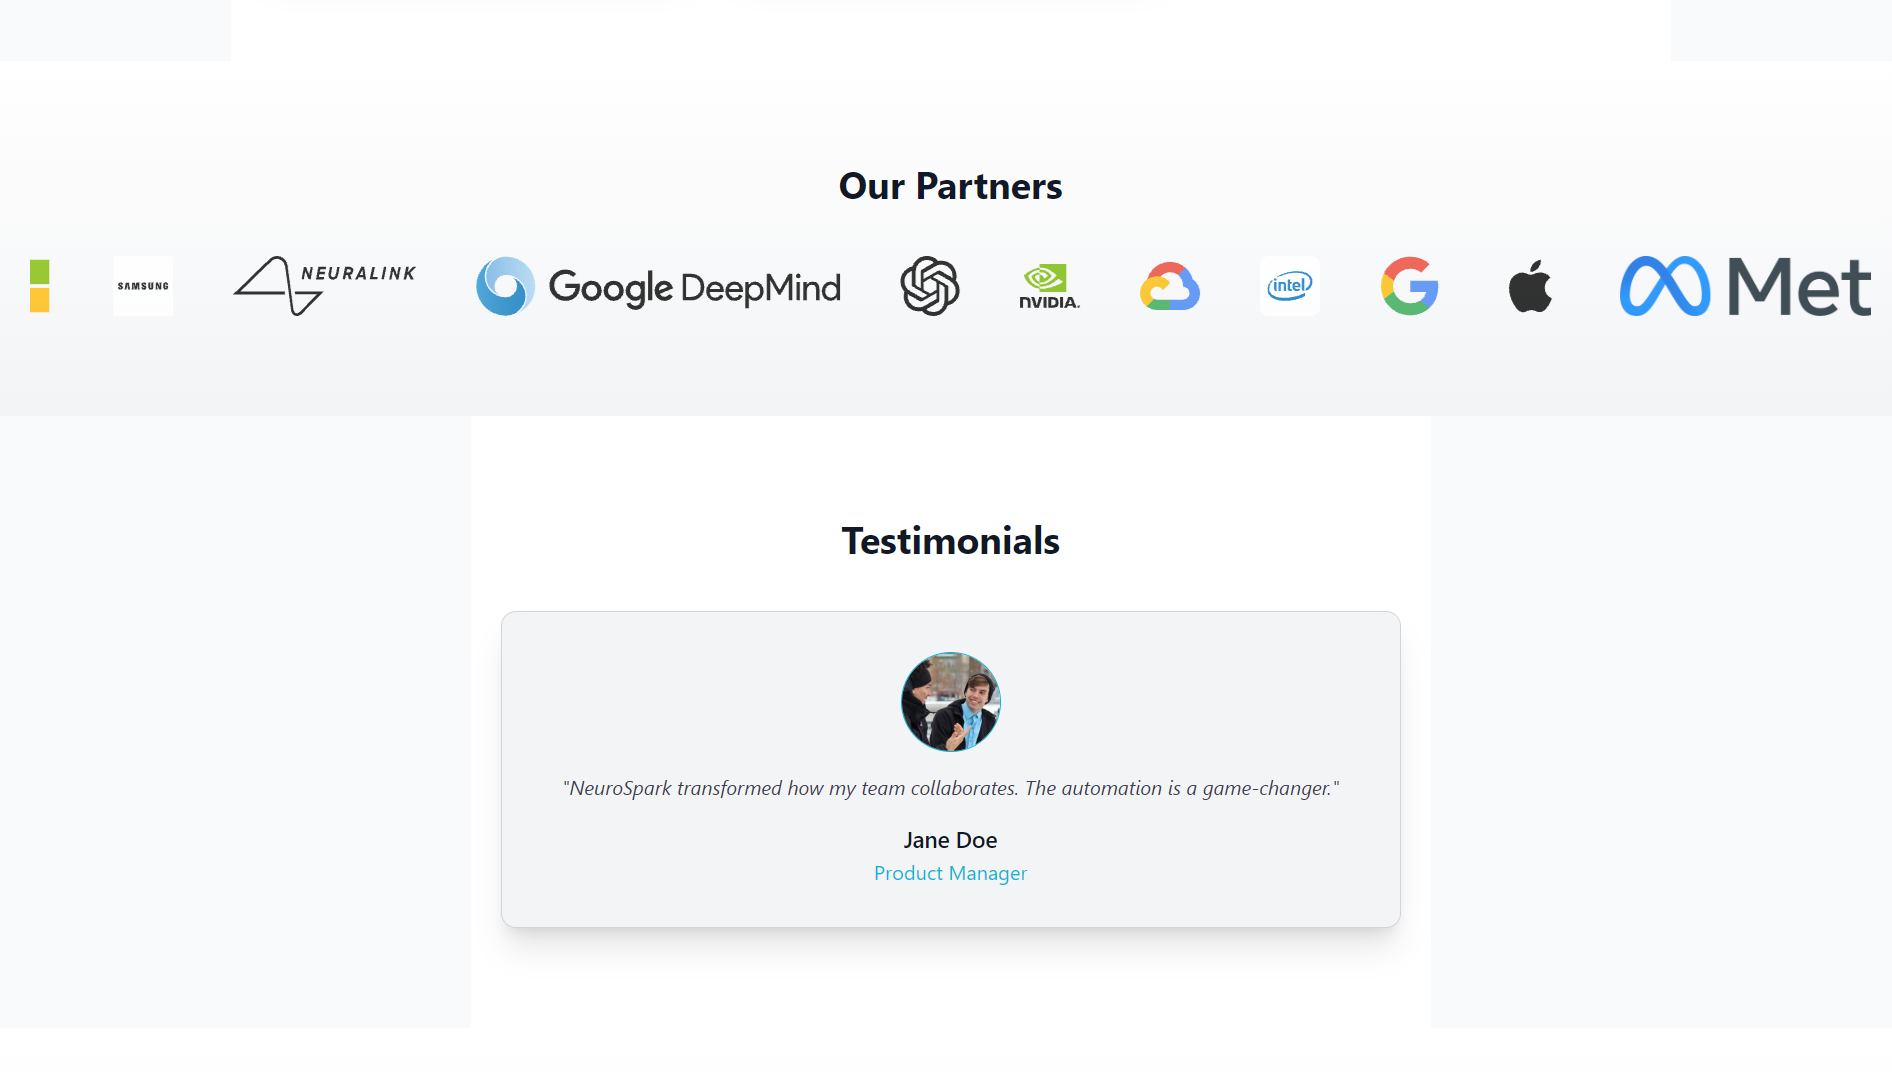 Our Partners
SAMSUNG
NEURALINK
Google DeepMind
NVIDIA.
intel
Met
Testimonials
"NeuroSpark transformed how my team collaborates. The automation is a game-changer."
Jane Doe
Product Manager